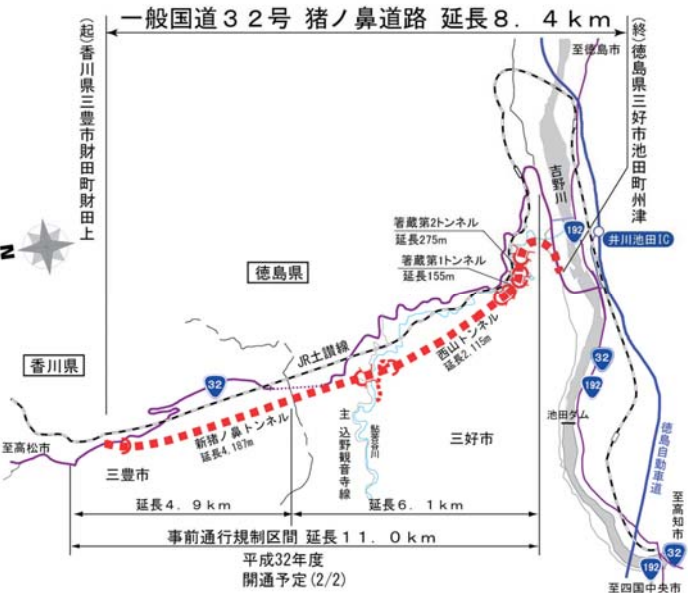 一般国道３２号 猪ノ鼻道路 延長８．４ｋｍ
(起)香川県三豊市財田町財田上
(終)徳島県三好市池田町州津
至徳島市
吉野川
192
井川池田IC
箸蔵第2トンネル
延長275m
箸蔵第1トンネル
延長155m
N
徳島県
香川県
JR土讃線
西山トンネル
延長2,115m
32
32
192
新猪ノ鼻トンネル
延長4,187m
主 込野観音寺線
鮎苦谷川
池田ダム
徳島自動車道
至高松市
三豊市
三好市
延長４．９ｋｍ
延長６．１ｋｍ
事前通行規制区間 延長１１．０ｋｍ
平成32年度
開通予定(2/2)
至高知市
32
192
至四国中央市